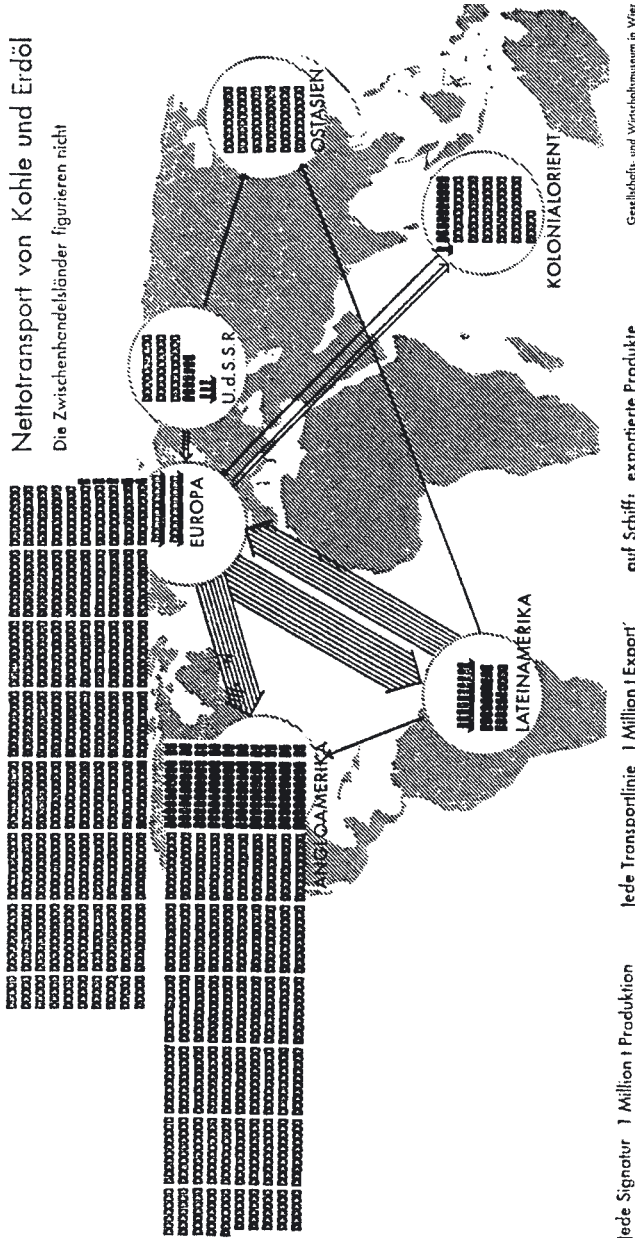 Nettotransport von Kohle und Erdöl
Die Zwischenhandelsländer figurieren nicht
EUROPA
U.d.S.S.R
OSTASIEN
ANGLOAMERIKA
LATEINAMERIKA
KOLONIALORIENT
Jede Signatur 1 Million t Produktion
Jede Transportlinie 1 Million t Export
auf Schiff: exportierte Produkte
Gesellschafts- und Wirtschaftsmuseum in Wien